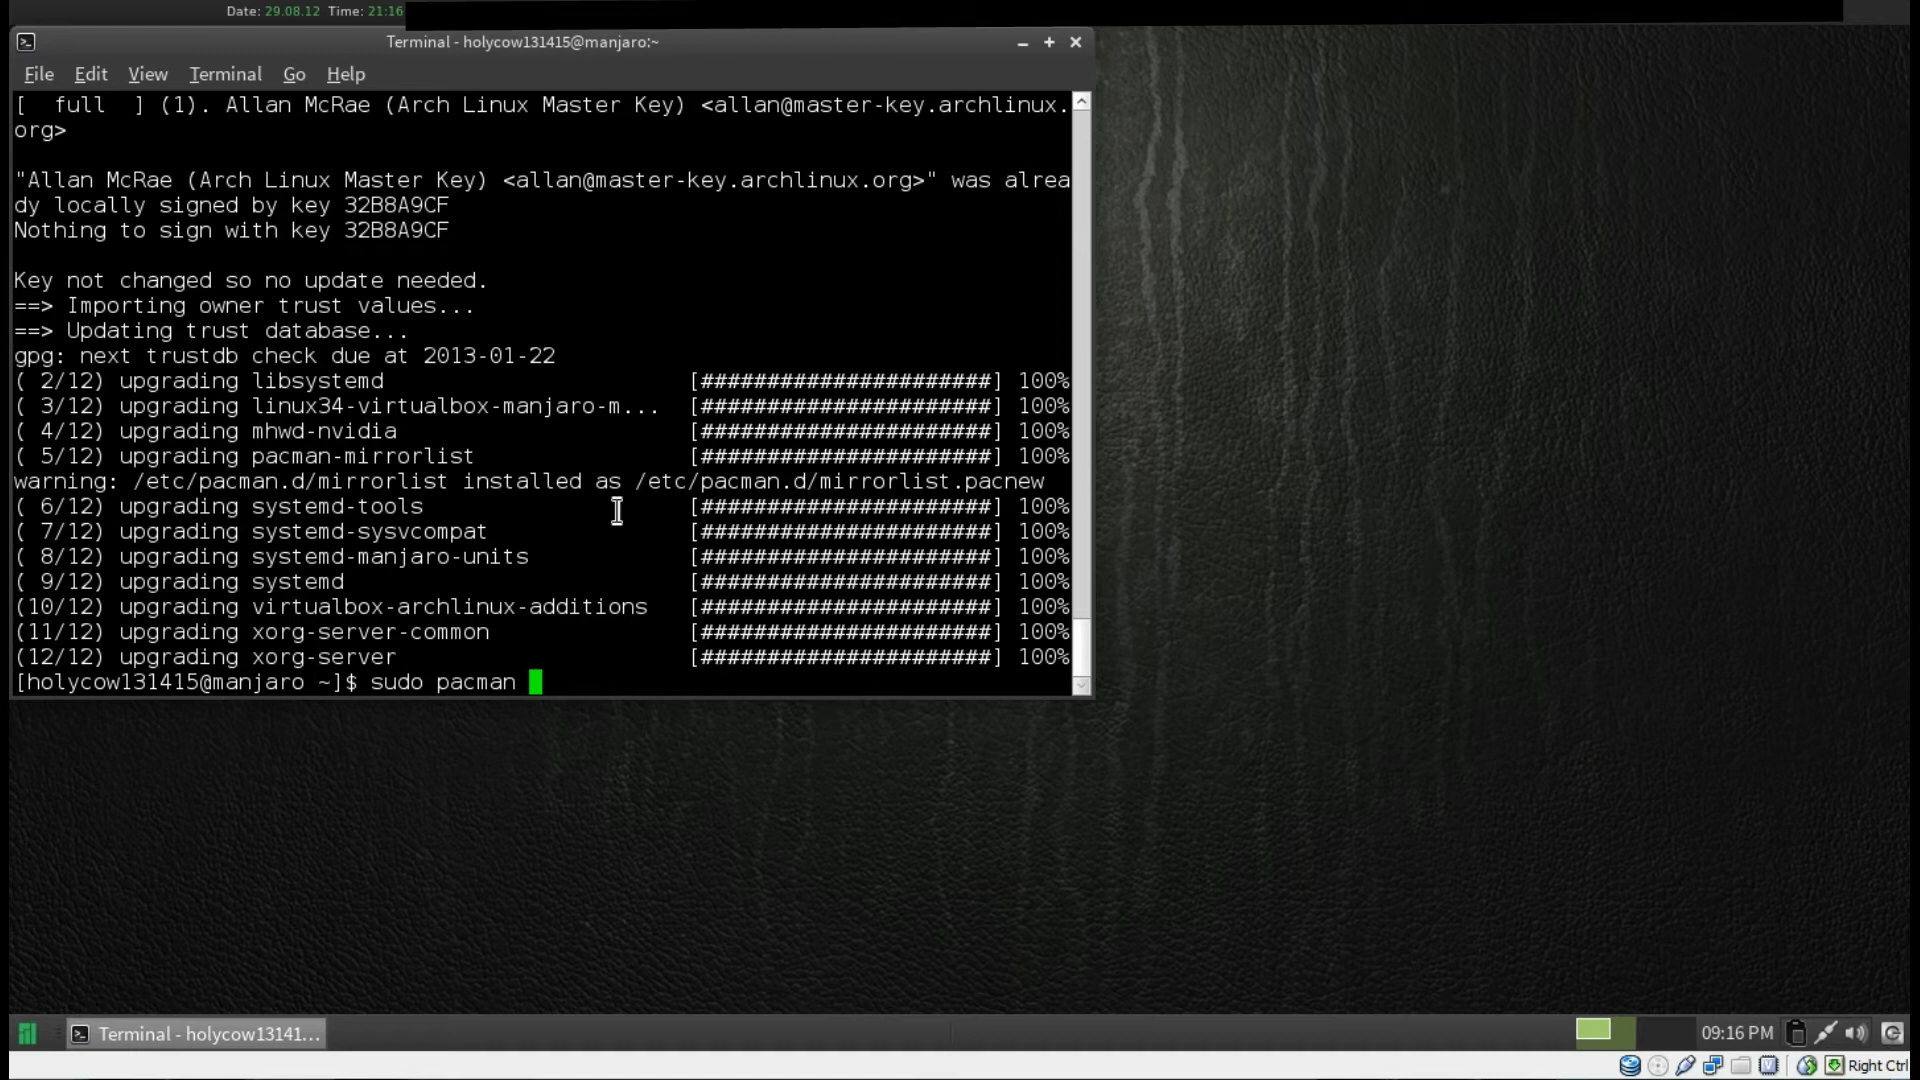 Date: 29.08.12 Time: 21:16
Terminal - holycow131415@manjaro:~
File Edit View Terminal Go Help
[  full  ] (1). Allan McRae (Arch Linux Master Key) <allan@master-key.archlinux.
org>
"Allan McRae (Arch Linux Master Key) <allan@master-key.archlinux.org>" was alrea
dy locally signed by key 32B8A9CF
Nothing to sign with key 32B8A9CF
Key not changed so no update needed.
==> Importing owner trust values...
==> Updating trust database...
gpg: next trustdb check due at 2013-01-22
( 2/12) upgrading libsystemd [######################] 100%
( 3/12) upgrading linux34-virtualbox-manjaro-m... [######################] 100%
( 4/12) upgrading mhwd-nvidia [######################] 100%
( 5/12) upgrading pacman-mirrorlist [######################] 100%
warning: /etc/pacman.d/mirrorlist installed as /etc/pacman.d/mirrorlist.pacnew
( 6/12) upgrading systemd-tools [######################] 100%
( 7/12) upgrading systemd-sysvcompat [######################] 100%
( 8/12) upgrading systemd-manjaro-units [######################] 100%
( 9/12) upgrading systemd [######################] 100%
(10/12) upgrading virtualbox-archlinux-additions [######################] 100%
(11/12) upgrading xorg-server-common [######################] 100%
(12/12) upgrading xorg-server [######################] 100%
[holycow131415@manjaro ~]$ sudo pacman
Terminal - holycow13141... 09:16 PM
Right Ctrl